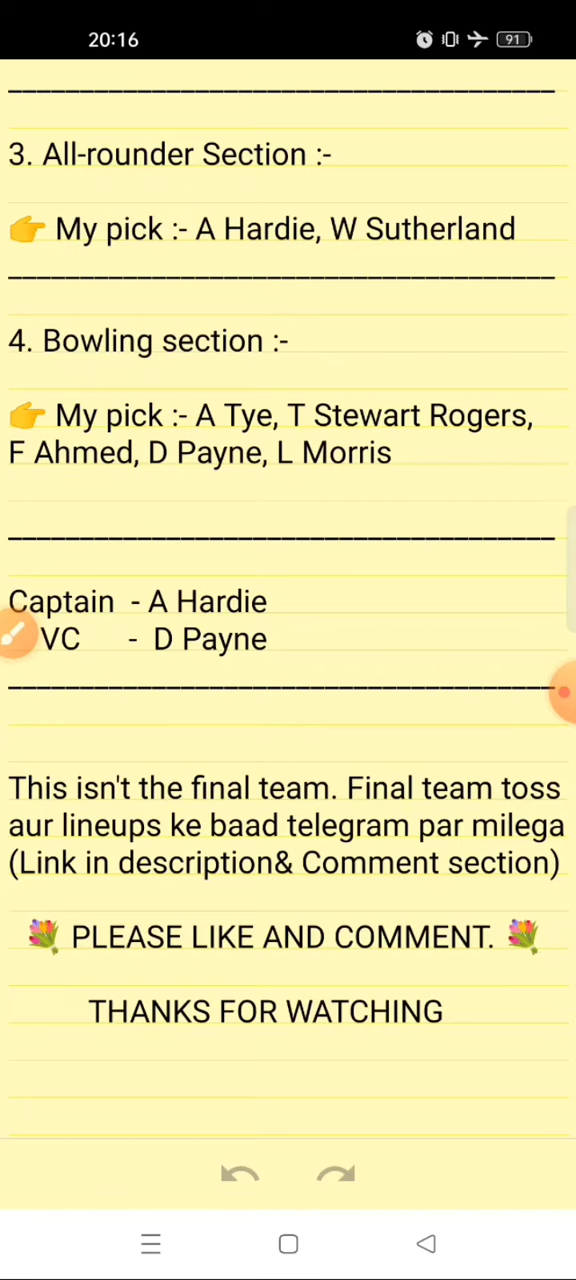 20:16
91
3. All-rounder Section :-
👉 My pick :- A Hardie, W Sutherland
4. Bowling section :-
👉 My pick :- A Tye, T Stewart Rogers,
F Ahmed, D Payne, L Morris
Captain - A Hardie
VC - D Payne
This isn't the final team. Final team toss
aur lineups ke baad telegram par milega
(Link in description& Comment section)
💐 PLEASE LIKE AND COMMENT. 💐
THANKS FOR WATCHING